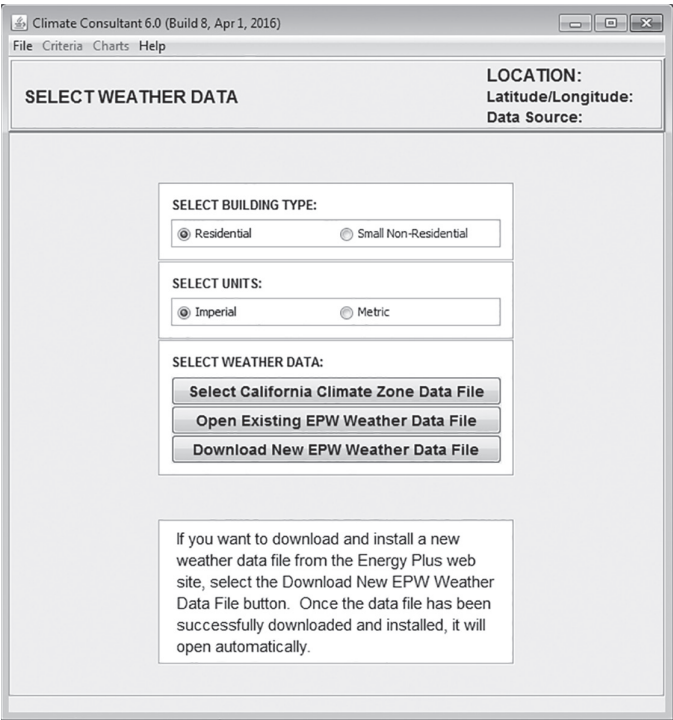 Climate Consultant 6.0 (Build 8, Apr 1, 2016)
File Criteria Charts Help
SELECT WEATHER DATA
LOCATION:
Latitude/Longitude:
Data Source:
SELECT BUILDING TYPE:
Residential Small Non-Residential
SELECT UNITS:
Imperial Metric
SELECT WEATHER DATA:
Select California Climate Zone Data File
Open Existing EPW Weather Data File
Download New EPW Weather Data File
If you want to download and install a new
weather data file from the Energy Plus web
site, select the Download New EPW Weather
Data File button. Once the data file has been
successfully downloaded and installed, it will
open automatically.